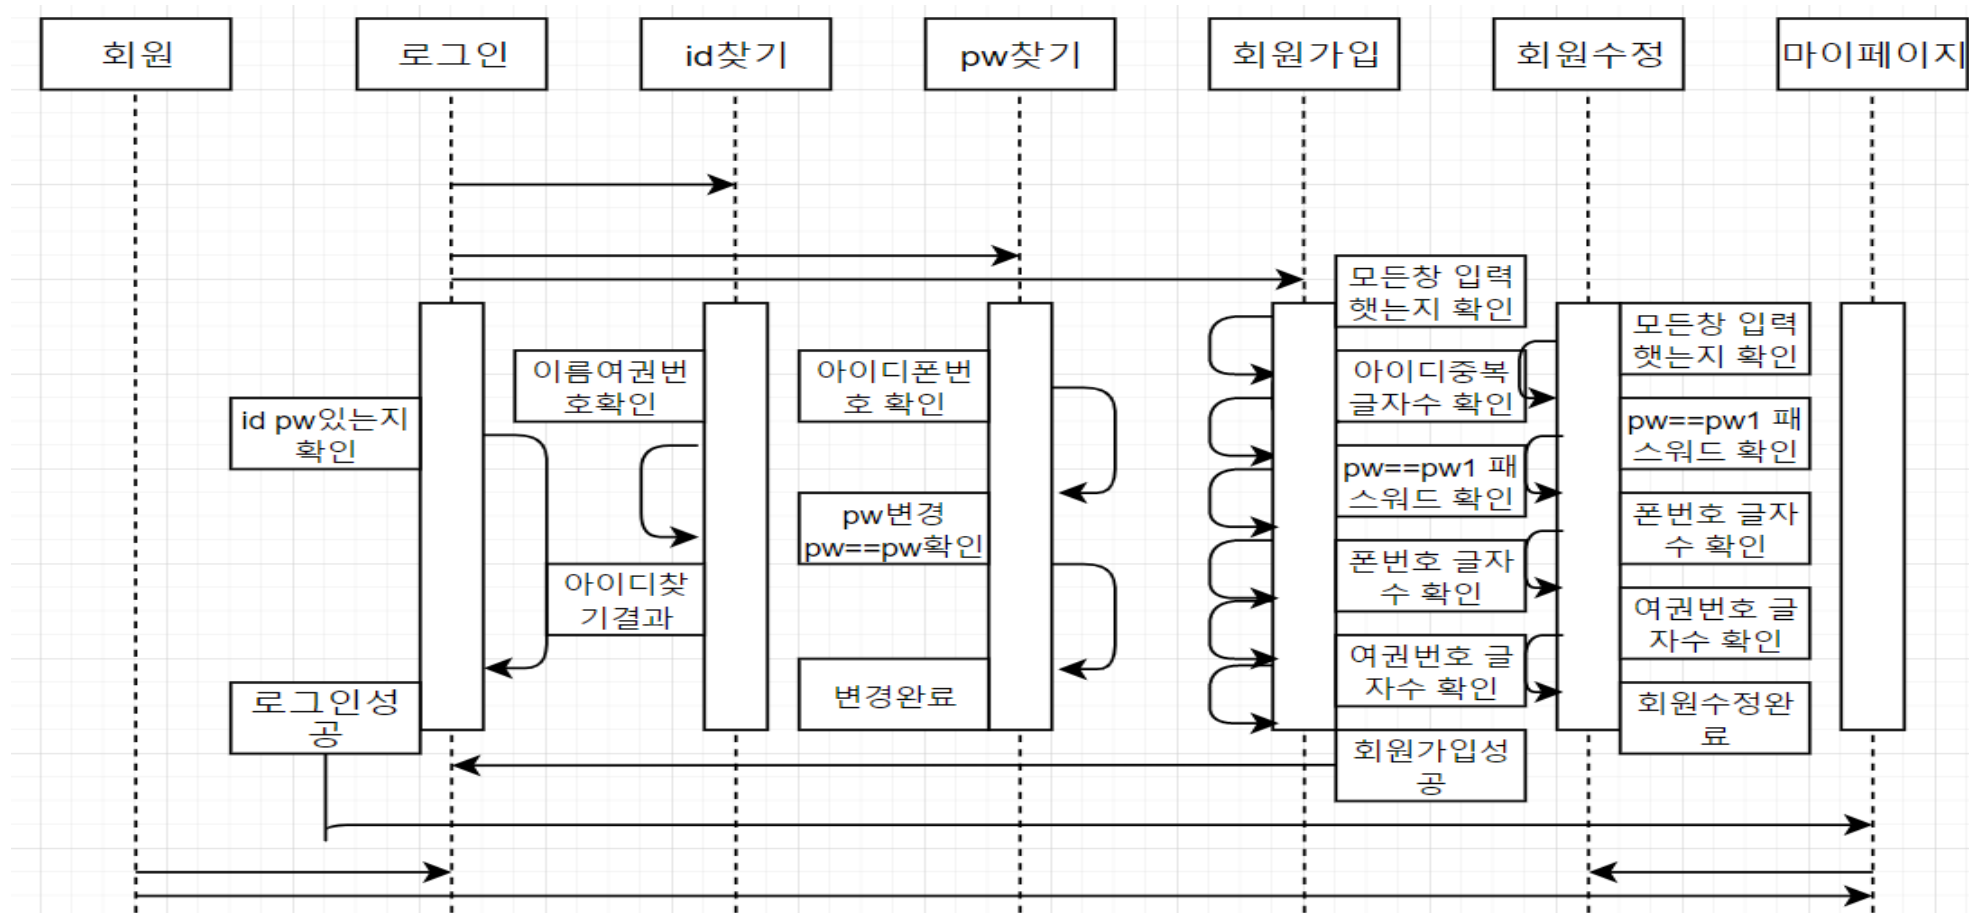 회원
로그인
id찾기
pw찾기
회원가입
회원수정
마이페이지
id pw있는지
확인
로그인성
공
이름여권번
호확인
아이디찾
기결과
아이디폰번
호 확인
pw변경
pw==pw확인
변경완료
모든창 입력
햇는지 확인
아이디중복
글자수 확인
pw==pw1 패
스워드 확인
폰번호 글자
수 확인
여권번호 글
자수 확인
회원가입성
공
모든창 입력
햇는지 확인
pw==pw1 패
스워드 확인
폰번호 글자
수 확인
여권번호 글
자수 확인
회원수정완
료